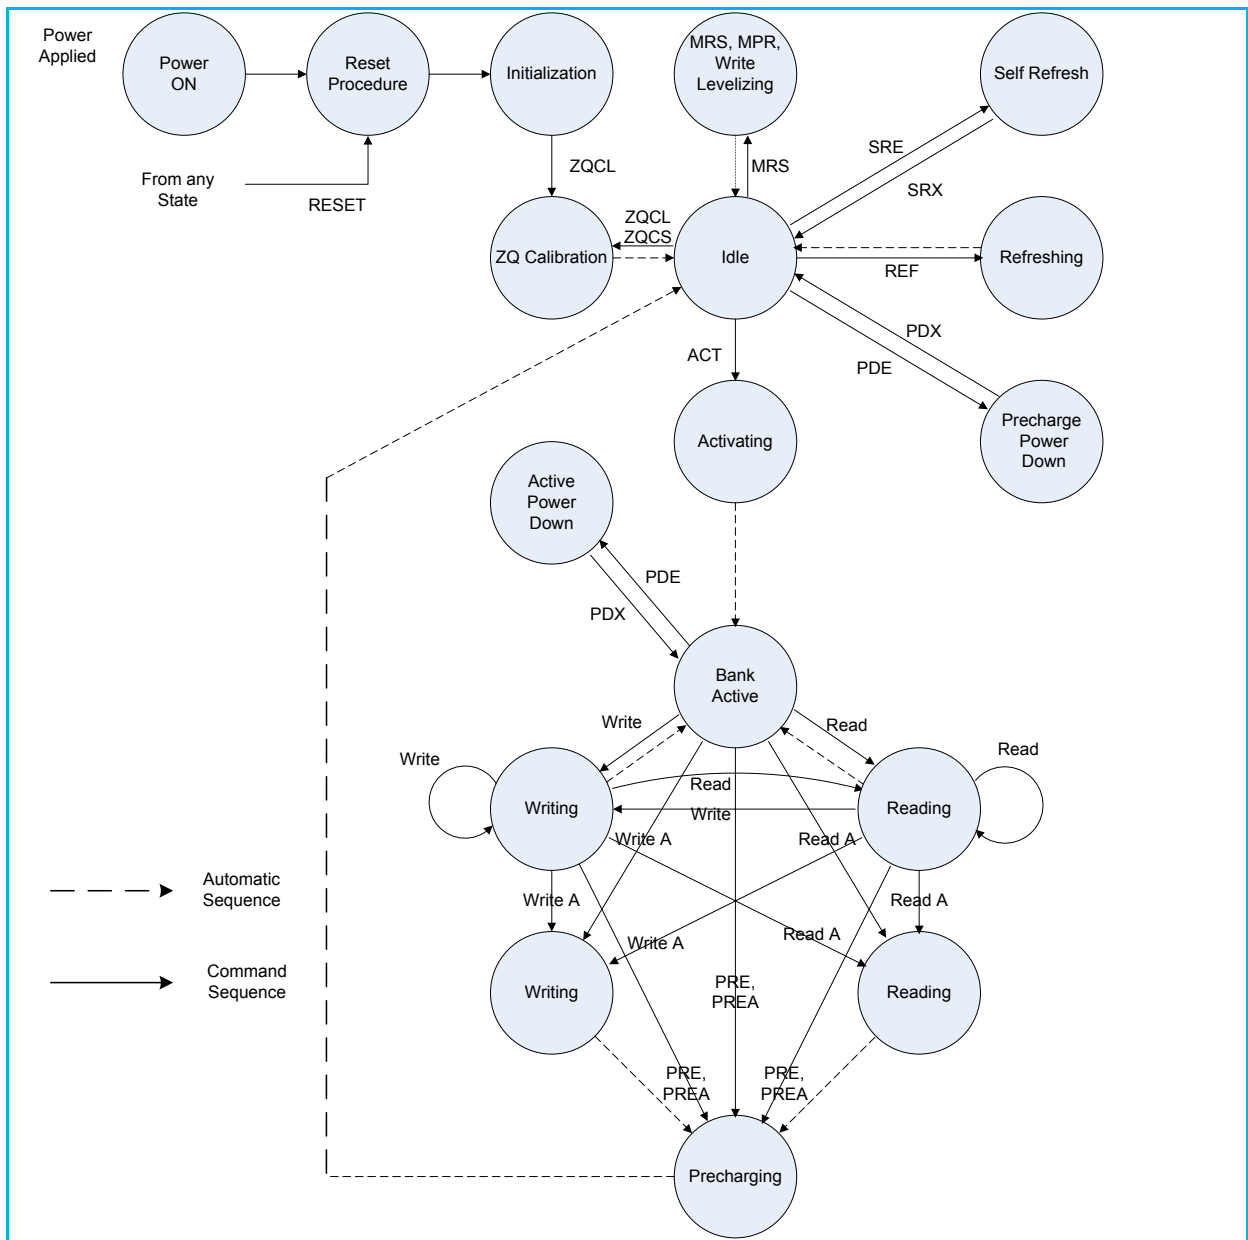 Power
Applied
Power
ON
Reset
Procedure
Initialization
MRS, MPR,
Write
Levelizing
Self Refresh
From any
State
RESET
ZQCL
MRS
SRE
SRX
ZQCL
ZQCS
ZQ Calibration
Idle
REF
Refreshing
ACT
PDX
PDE
Activating
Precharge
Power
Down
Active
Power
Down
PDE
PDX
Bank
Active
Write
Read
Write
Read
Writing
Read
Write
Reading
Write A
Read A
Automatic
Sequence
Write A
Read A
Write A
Read A
Command
Sequence
Writing
PRE,
PREA
Reading
PRE,
PREA
PRE,
PREA
Precharging